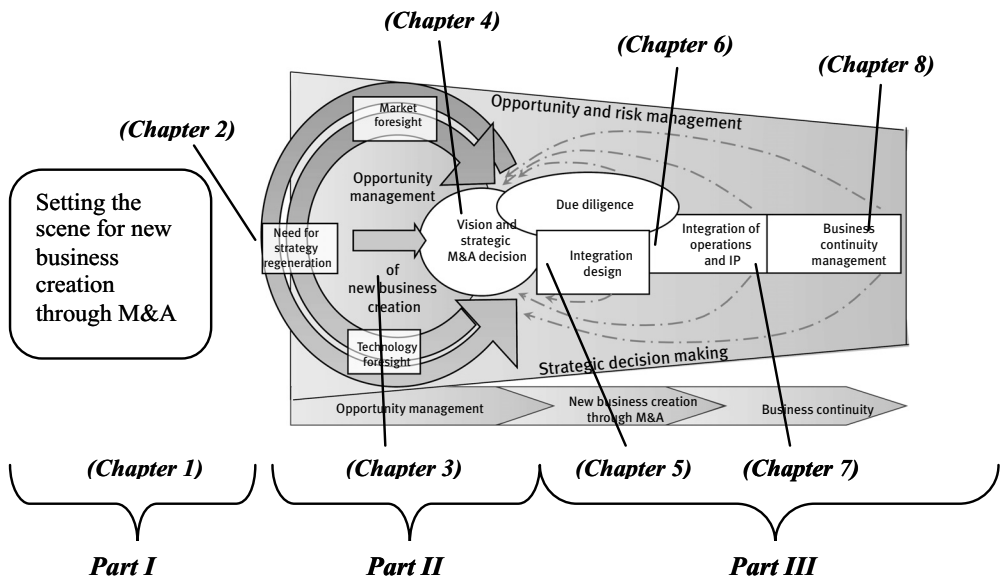 (Chapter 4)
(Chapter 6)
(Chapter 8)
(Chapter 2)
Market
foresight
Opportunity and risk management
Setting the
scene for new
business
creation
through M&A
Opportunity
management
Need for
strategy
regeneration
Vision and
strategic
M&A decision
Due diligence
Integration
design
Integration of
operations
and IP
Business
continuity
management
of
new business
creation
Technology
foresight
Strategic decision making
Opportunity management
New business creation
through M&A
Business continuity
(Chapter 1)
(Chapter 3)
(Chapter 5)
(Chapter 7)
Part I
Part II
Part III